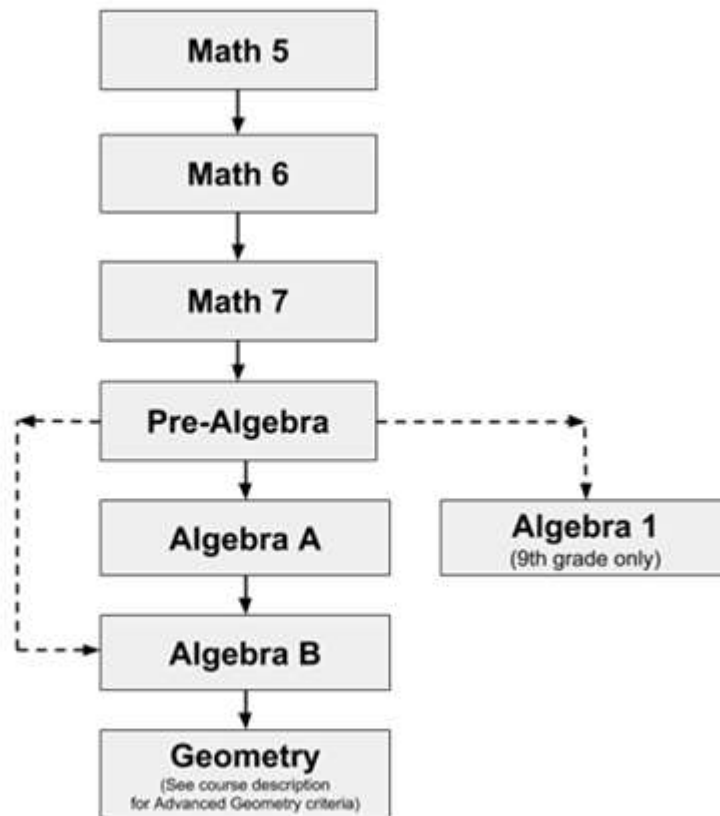 Math 5
Math 6
Math 7
Pre-Algebra
Algebra A
Algebra 1
(9th grade only)
Algebra B
Geometry
(See course description
for Advanced Geometry criteria)